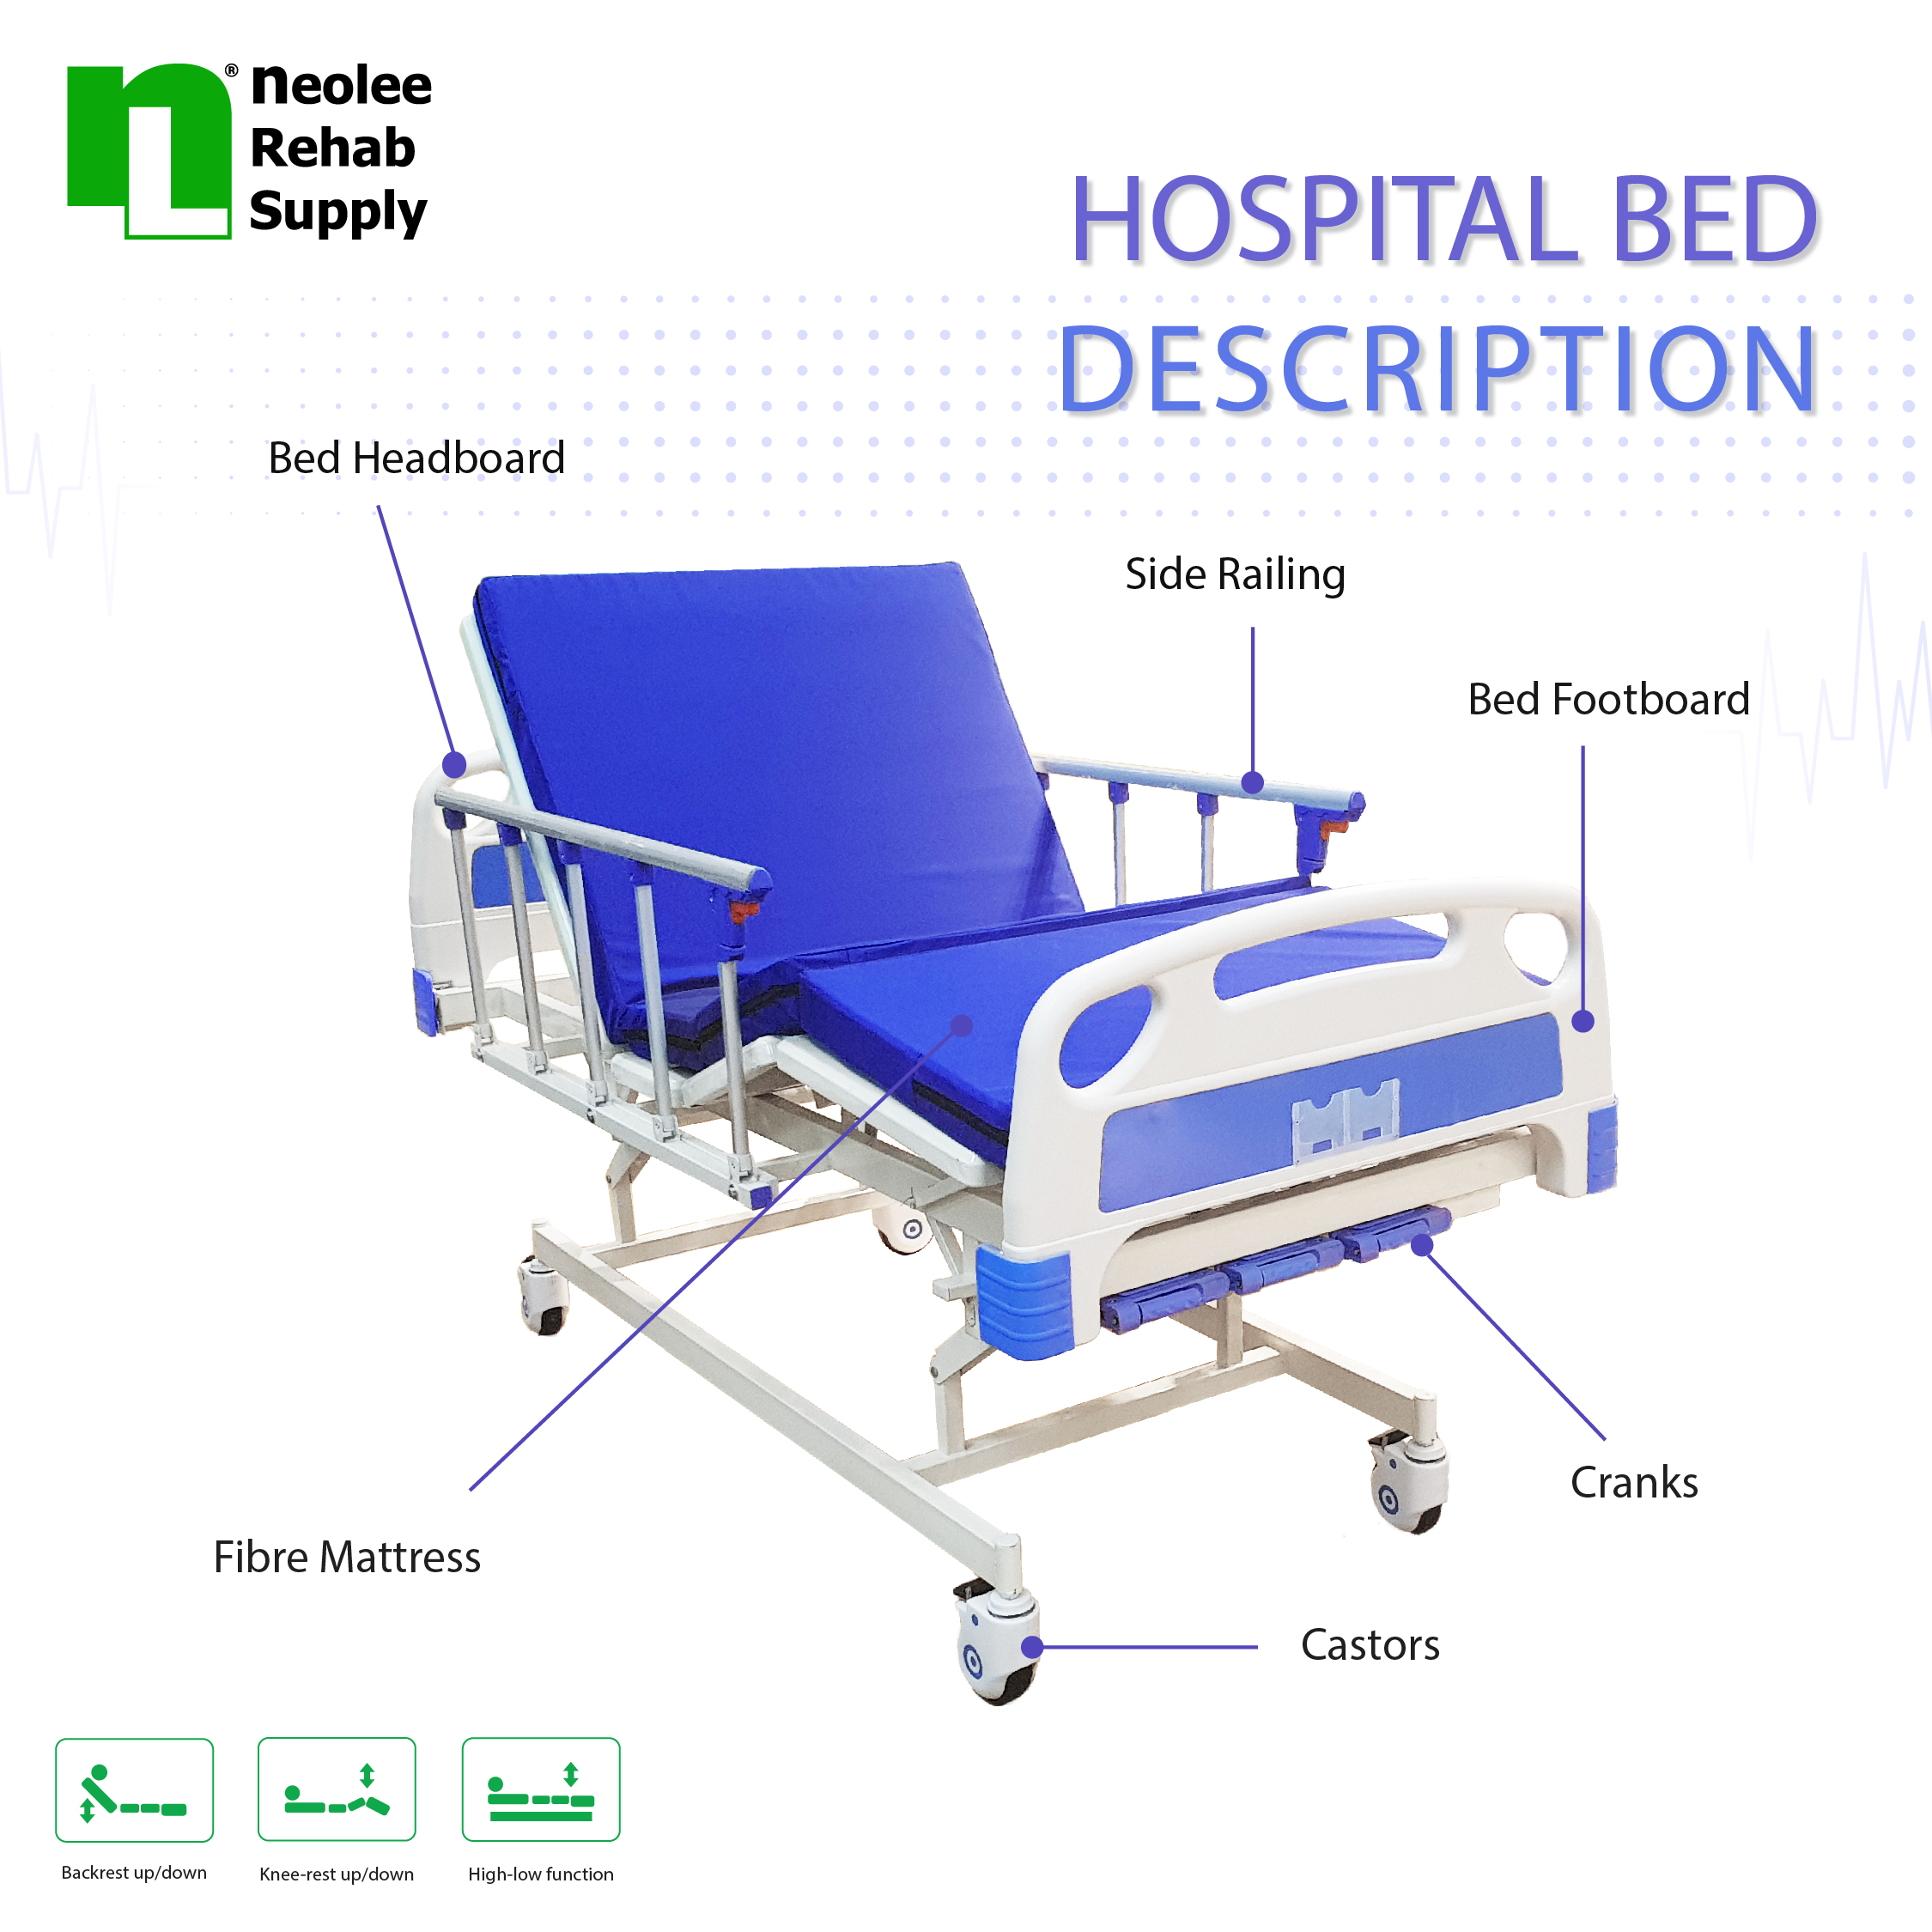 ®
neolee
Rehab
Supply
HOSPITAL BED
DESCRIPTION
Bed Headboard
Side Railing
Bed Footboard
Cranks
Fibre Mattress
Castors
Backrest up/down
Knee-rest up/down
High-low function